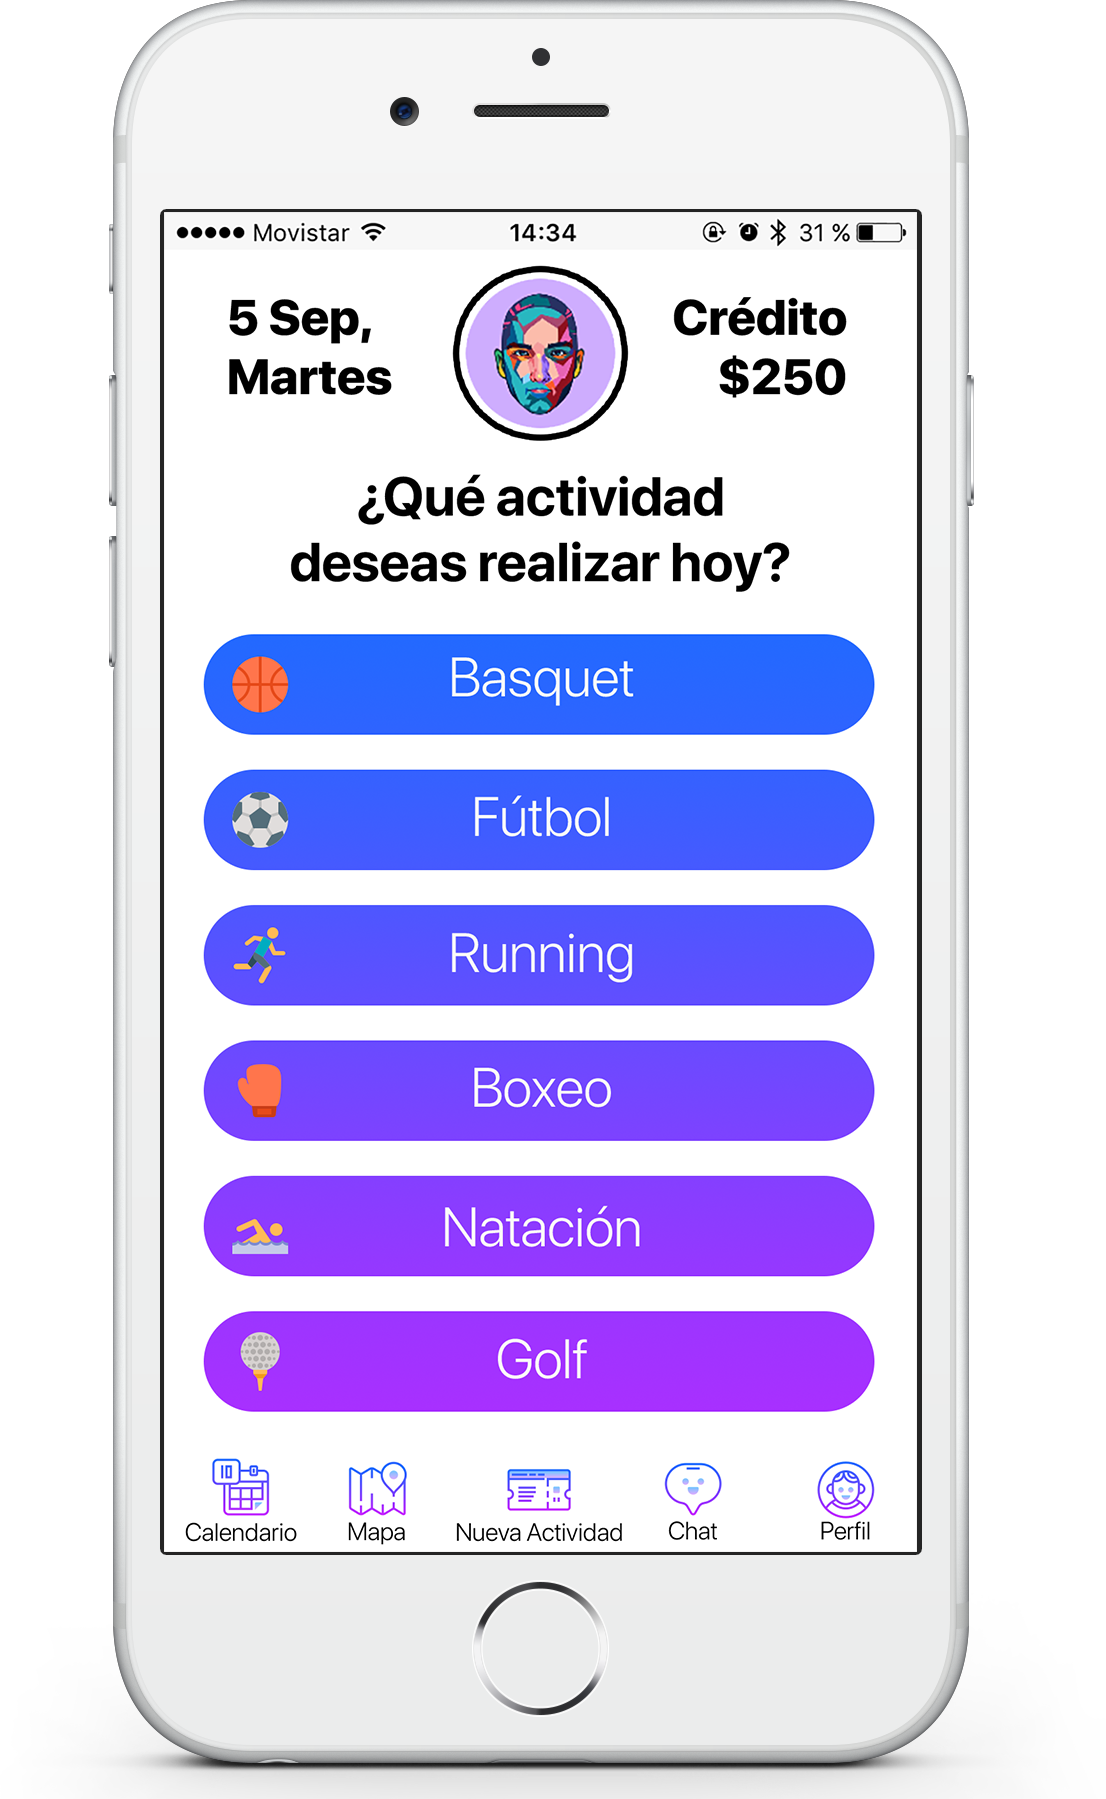 Movistar 14:34 31 %
5 Sep,
Martes
Crédito
$250
¿Qué actividad
deseas realizar hoy?
Basquet
Fútbol
Running
Boxeo
Natación
Golf
Calendario Mapa Nueva Actividad Chat Perfil